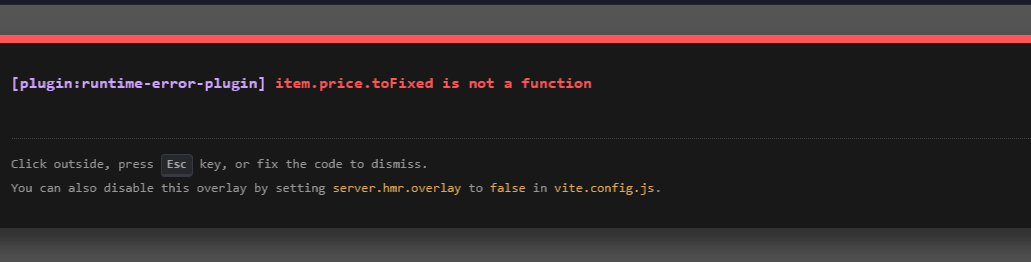 [plugin:runtime-error-plugin] item.price.toFixed is not a function
Click outside, press Esc key, or fix the code to dismiss.
You can also disable this overlay by setting server.hmr.overlay to false in vite.config.js.